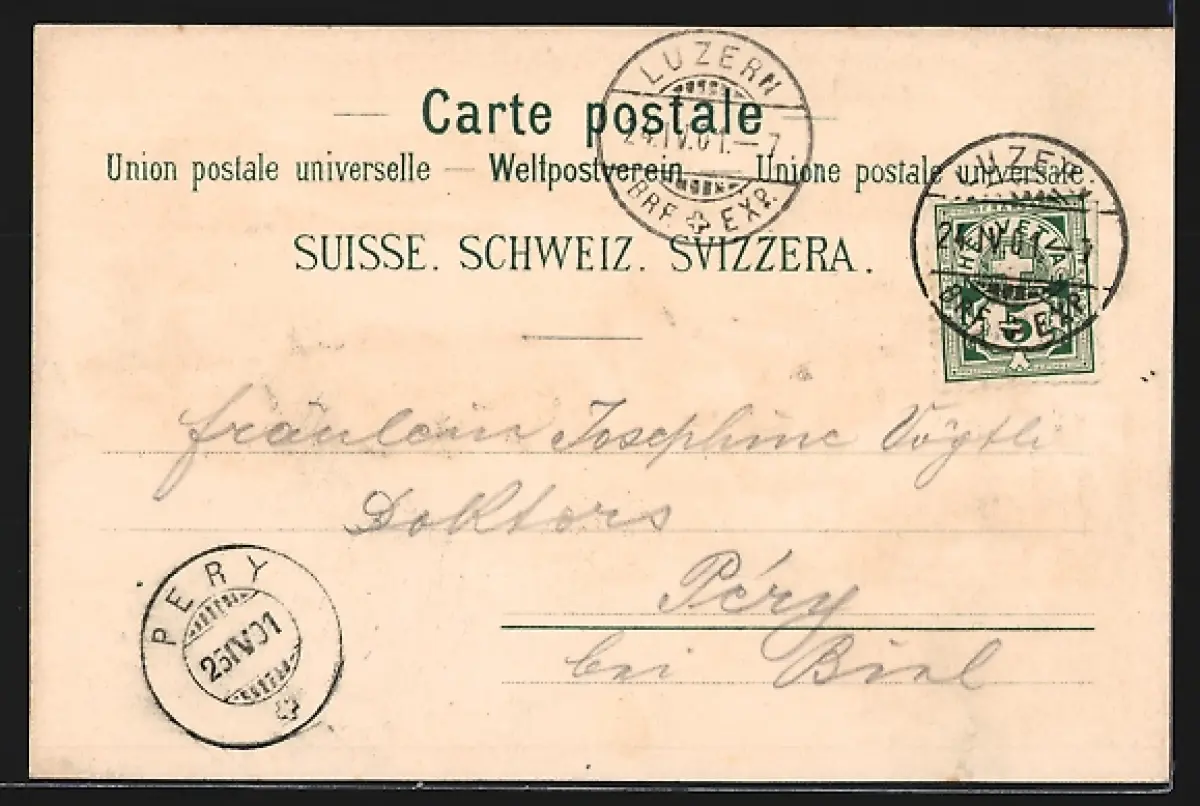 LUZERN
24.IV.01.–7
BRF. EXP.
Carte postale
Union postale universelle — Weltpostverein — Unione postale universale.
SUISSE. SCHWEIZ. SVIZZERA.
LUZERN
24.IV.01
BRF. EXP.
HELVETIA
5
Fräulein Josephine Vögtli
Doktors
Péry
bei Biel
PERY
25 IV 01